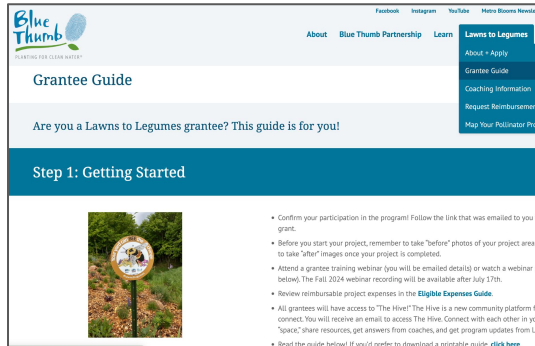 Facebook Instagram YouTube Metro Blooms Newsle
Blue
Thumb
PLANTING FOR CLEAN WATER®
About Blue Thumb Partnership Learn Lawns to Legumes
About + Apply
Grantee Guide
Coaching Information
Request Reimbursemen
Map Your Pollinator Pro
Grantee Guide
Are you a Lawns to Legumes grantee? This guide is for you!
Step 1: Getting Started
• Confirm your participation in the program! Follow the link that was emailed to you
grant.
• Before you start your project, remember to take "before" photos of your project area
to take "after" images once your project is completed.
• Attend a grantee training webinar (you will be emailed details) or watch a webinar
below). The Fall 2024 webinar recording will be available after July 17th.
• Review reimbursable project expenses in the Eligible Expenses Guide.
• All grantees will have access to "The Hive!" The Hive is a new community platform f
connect. You will receive an email to access The Hive. Connect with each other in yo
"space," share resources, get answers from coaches, and get program updates from L
• Read the guide below! If you'd prefer to download a printable guide, click here